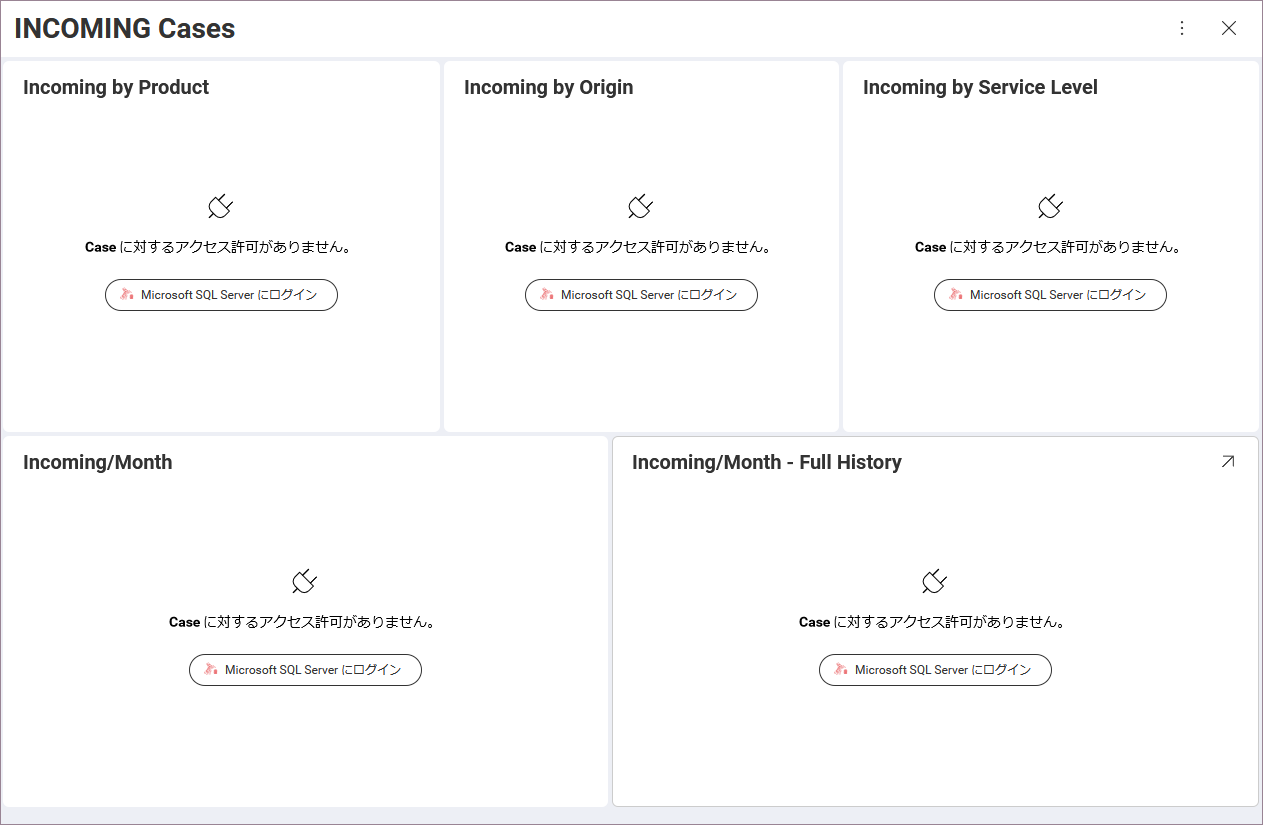 INCOMING Cases
Incoming by Product
Incoming by Origin
Incoming by Service Level
Case に対するアクセス許可がありません。
Case に対するアクセス許可がありません。
Case に対するアクセス許可がありません。
Microsoft SQL Server にログイン
Microsoft SQL Server にログイン
Microsoft SQL Server にログイン
Incoming/Month
Incoming/Month - Full History
Case に対するアクセス許可がありません。
Case に対するアクセス許可がありません。
Microsoft SQL Server にログイン
Microsoft SQL Server にログイン